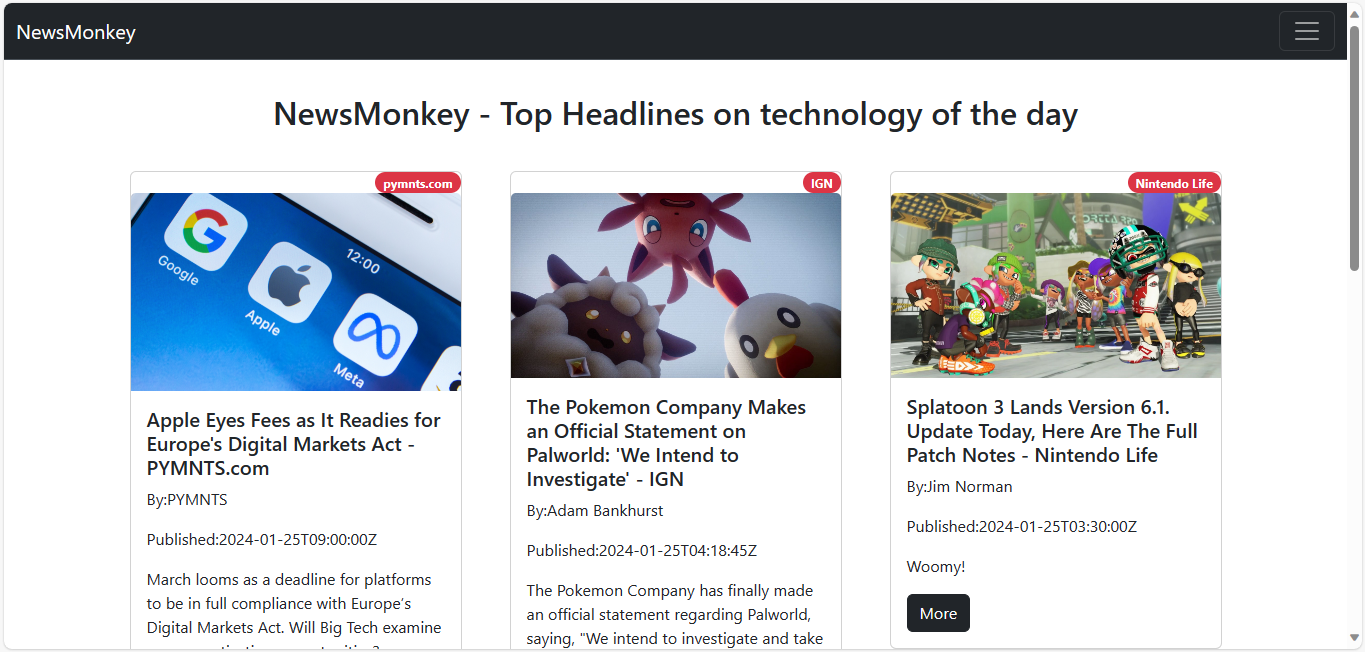 NewsMonkey
NewsMonkey - Top Headlines on technology of the day
pymnts.com
12:00
Google
Apple
Meta
Apple Eyes Fees as It Readies for
Europe's Digital Markets Act -
PYMNTS.com
By:PYMNTS
Published:2024-01-25T09:00:00Z
March looms as a deadline for platforms
to be in full compliance with Europe’s
Digital Markets Act. Will Big Tech examine
IGN
The Pokemon Company Makes
an Official Statement on
Palworld: 'We Intend to
Investigate' - IGN
By:Adam Bankhurst
Published:2024-01-25T04:18:45Z
The Pokemon Company has finally made
an official statement regarding Palworld,
saying, "We intend to investigate and take
Nintendo Life
Splatoon 3 Lands Version 6.1.
Update Today, Here Are The Full
Patch Notes - Nintendo Life
By:Jim Norman
Published:2024-01-25T03:30:00Z
Woomy!
More